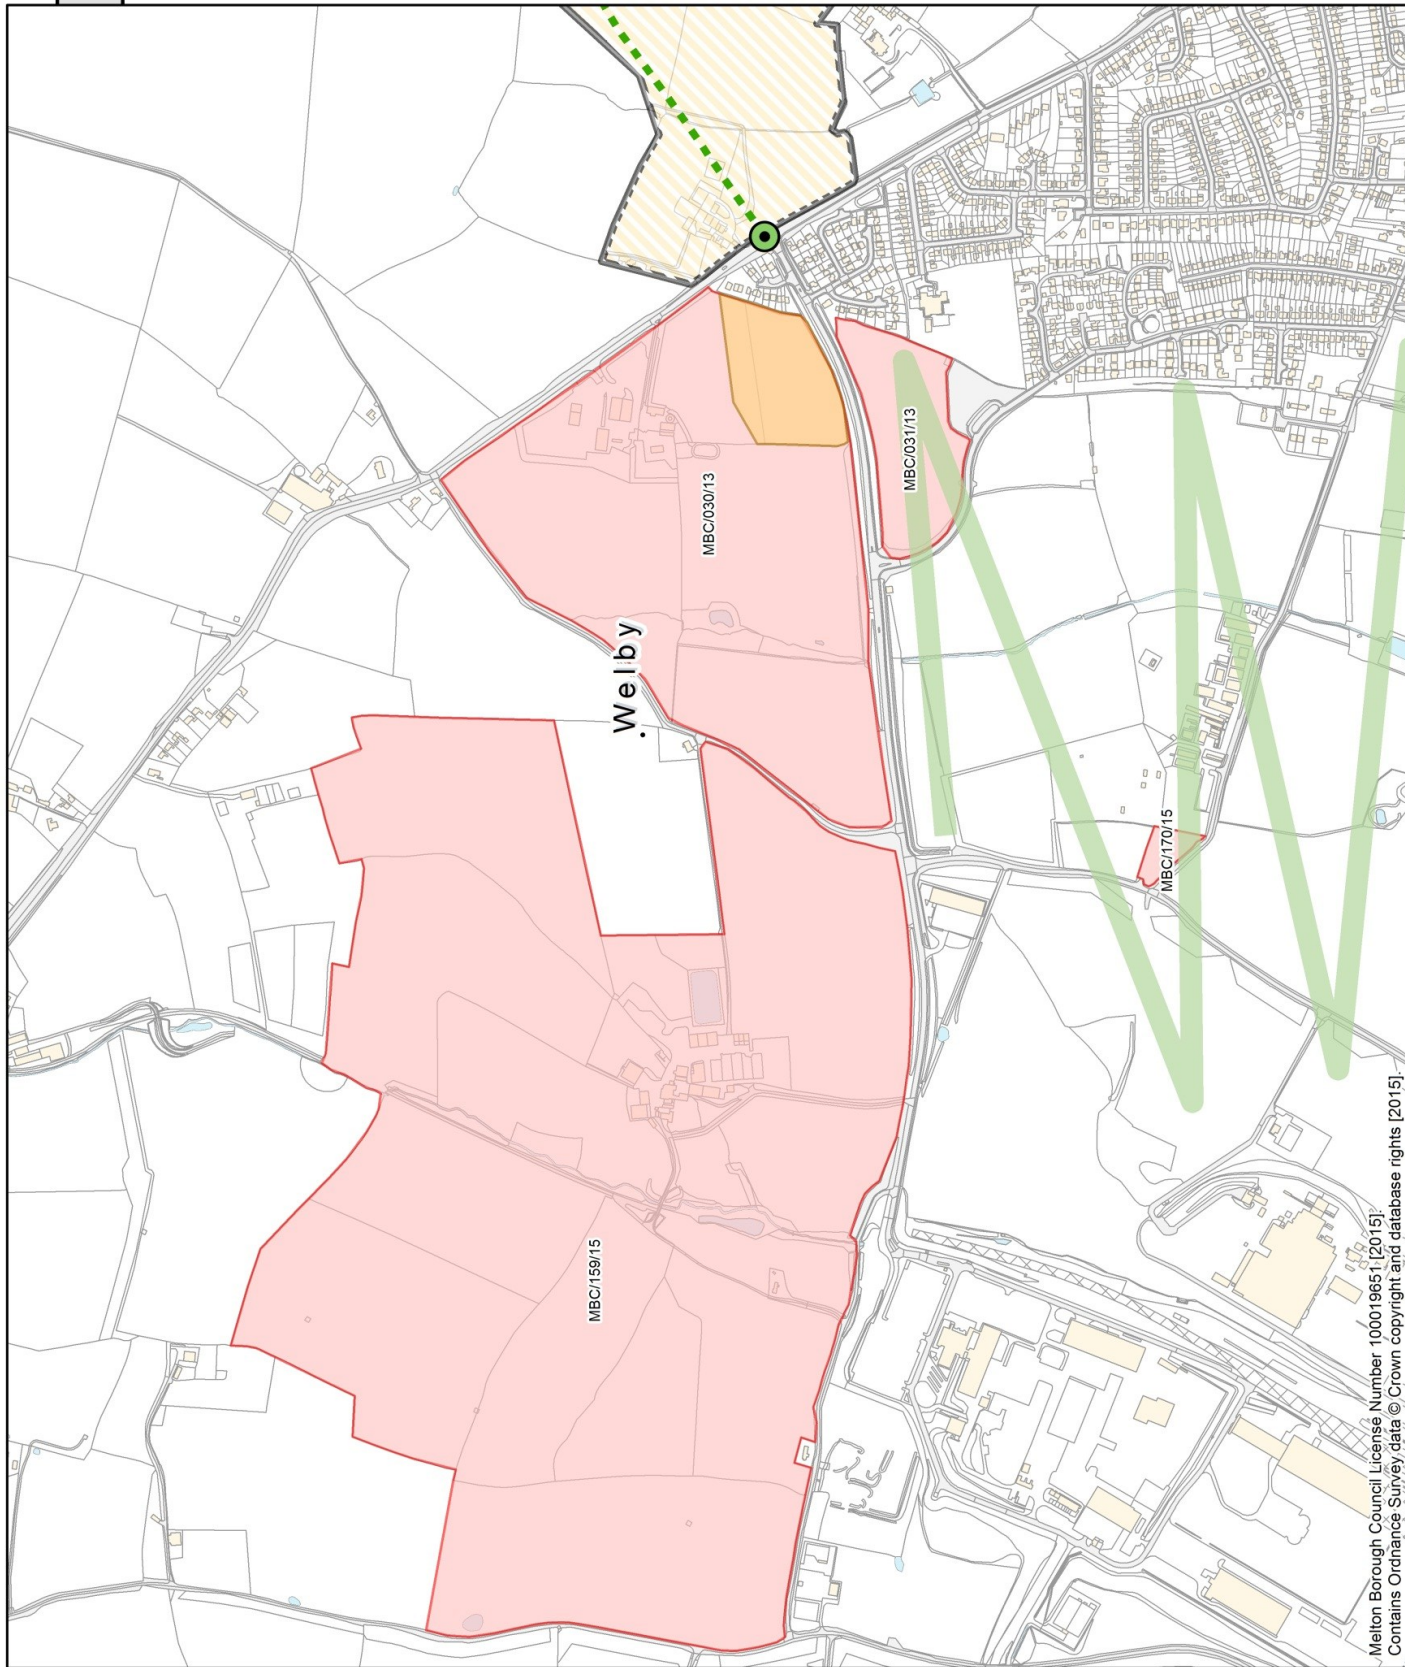 MBC/030/13
MBC/031/13
.Welby
MBC/170/15
MBC/159/15
Melton Borough Council License Number 100019651 [2015].
Contains Ordnance Survey data © Crown copyright and database rights [2015].